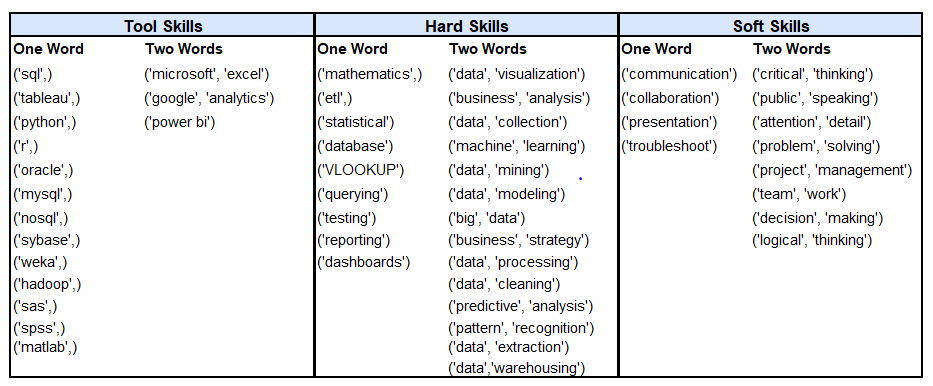 Tool Skills Hard Skills Soft Skills
One Word Two Words One Word Two Words One Word Two Words
('sql',) ('microsoft', 'excel') ('mathematics',) ('data', 'visualization') ('communication') ('critical', 'thinking')
('tableau',) ('google', 'analytics') ('etl',) ('business', 'analysis') ('collaboration') ('public', 'speaking')
('python',) ('power bi') ('statistical') ('data', 'collection') ('presentation') ('attention', 'detail')
('r',) ('database') ('machine', 'learning') ('troubleshoot') ('problem', 'solving')
('oracle',) ('VLOOKUP') ('data', 'mining') ('project', 'management')
('mysql',) ('querying') ('data', 'modeling') ('team', 'work')
('nosql',) ('testing') ('big', 'data') ('decision', 'making')
('sybase',) ('reporting') ('business', 'strategy') ('logical', 'thinking')
('weka',) ('dashboards') ('data', 'processing')
('hadoop',) ('data', 'cleaning')
('sas',) ('predictive', 'analysis')
('spss',) ('pattern', 'recognition')
('matlab',) ('data', 'extraction')
('data','warehousing')